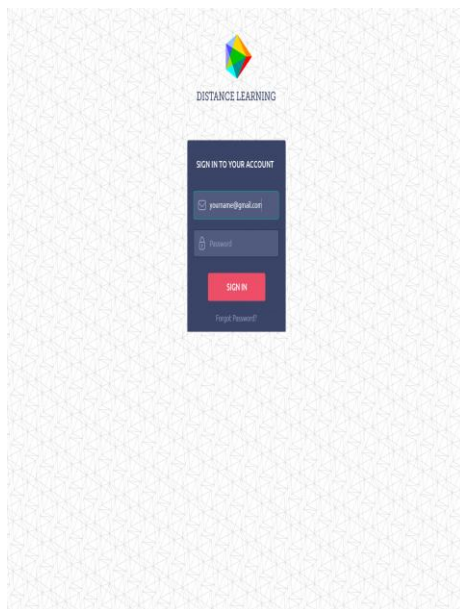 DISTANCE LEARNING
SIGN IN TO YOUR ACCOUNT
yourname@gmail.com
Password
SIGN IN
Forgot Password?